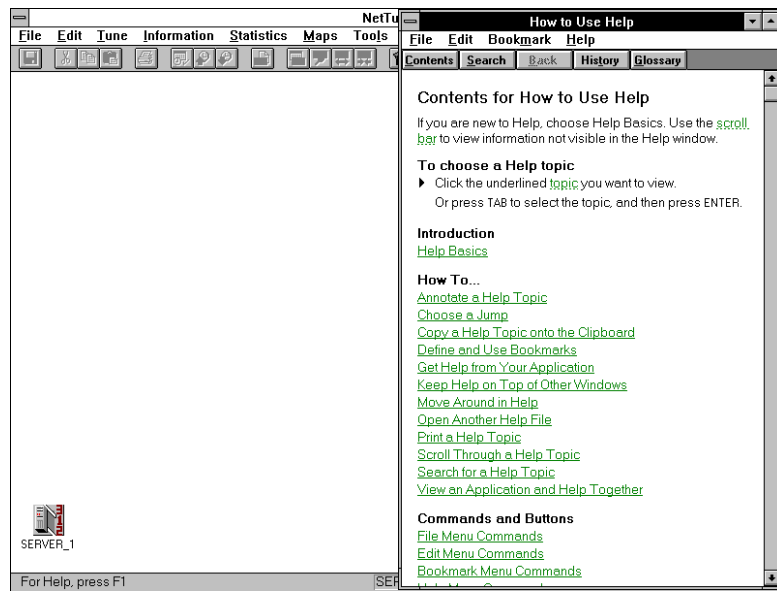 NetTu
File Edit Tune Information Statistics Maps Tools
SERVER_1
For Help, press F1
SEF
How to Use Help
File Edit Bookmark Help
Contents Search Back History Glossary
Contents for How to Use Help
If you are new to Help, choose Help Basics. Use the scroll
bar to view information not visible in the Help window.
To choose a Help topic
Click the underlined topic you want to view.
Or press TAB to select the topic, and then press ENTER.
Introduction
Help Basics
How To...
Annotate a Help Topic
Choose a Jump
Copy a Help Topic onto the Clipboard
Define and Use Bookmarks
Get Help from Your Application
Keep Help on Top of Other Windows
Move Around in Help
Open Another Help File
Print a Help Topic
Scroll Through a Help Topic
Search for a Help Topic
View an Application and Help Together
Commands and Buttons
File Menu Commands
Edit Menu Commands
Bookmark Menu Commands